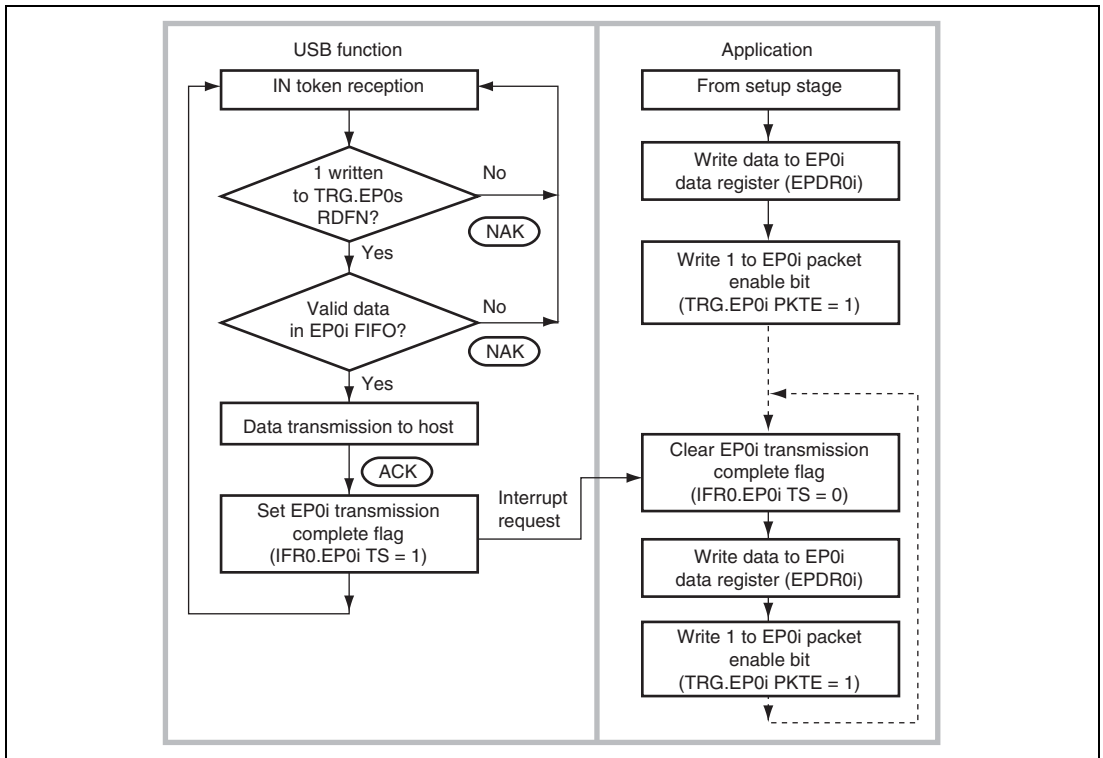 USB function
IN token reception
1 written
to TRG.EP0s
RDFN?
No
NAK
Yes
Valid data
in EP0i FIFO?
No
NAK
Yes
Data transmission to host
ACK
Set EP0i transmission
complete flag
(IFR0.EP0i TS = 1)
Interrupt
request
Application
From setup stage
Write data to EP0i
data register (EPDR0i)
Write 1 to EP0i packet
enable bit
(TRG.EP0i PKTE = 1)
Clear EP0i transmission
complete flag
(IFR0.EP0i TS = 0)
Write data to EP0i
data register (EPDR0i)
Write 1 to EP0i packet
enable bit
(TRG.EP0i PKTE = 1)